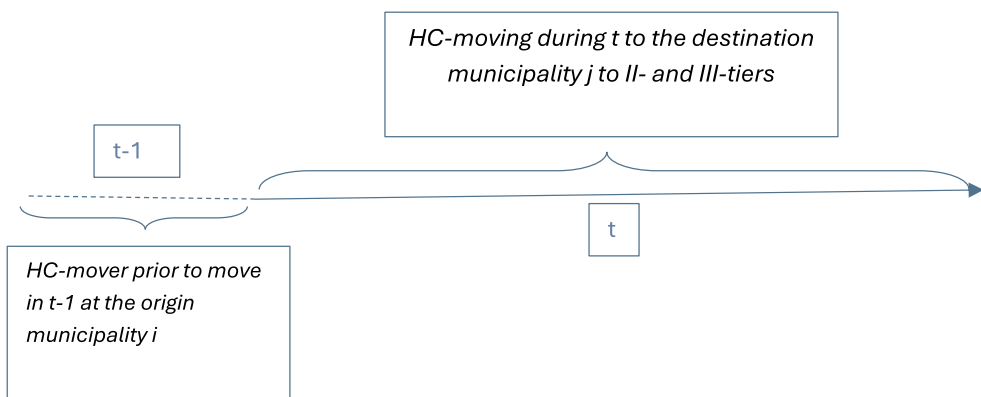 HC-moving during t to the destination
municipality j to II- and III-tiers
t-1
t
HC-mover prior to move
in t-1 at the origin
municipality i